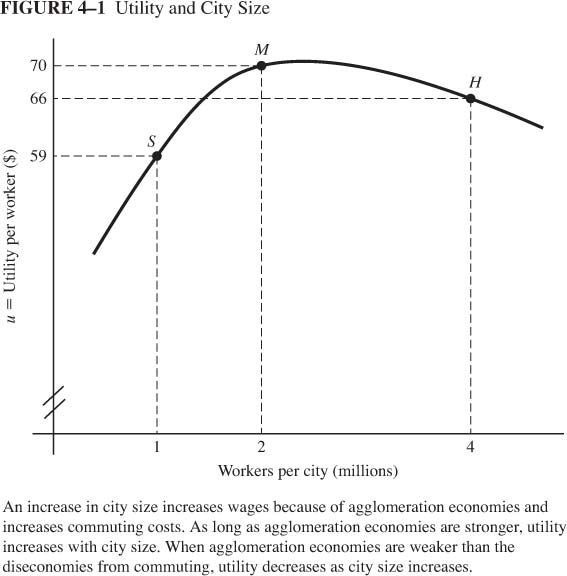 FIGURE 4–1 Utility and City Size
M
70
H
66
S
59
u = Utility per worker ($)
1 2 4
Workers per city (millions)
An increase in city size increases wages because of agglomeration economies and
increases commuting costs. As long as agglomeration economies are stronger, utility
increases with city size. When agglomeration economies are weaker than the
diseconomies from commuting, utility decreases as city size increases.